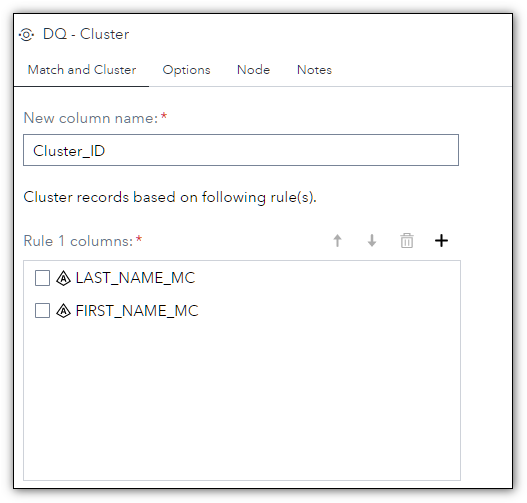 DQ - Cluster
Match and Cluster Options Node Notes
New column name: *
Cluster_ID
Cluster records based on following rule(s).
Rule 1 columns: *
LAST_NAME_MC
FIRST_NAME_MC